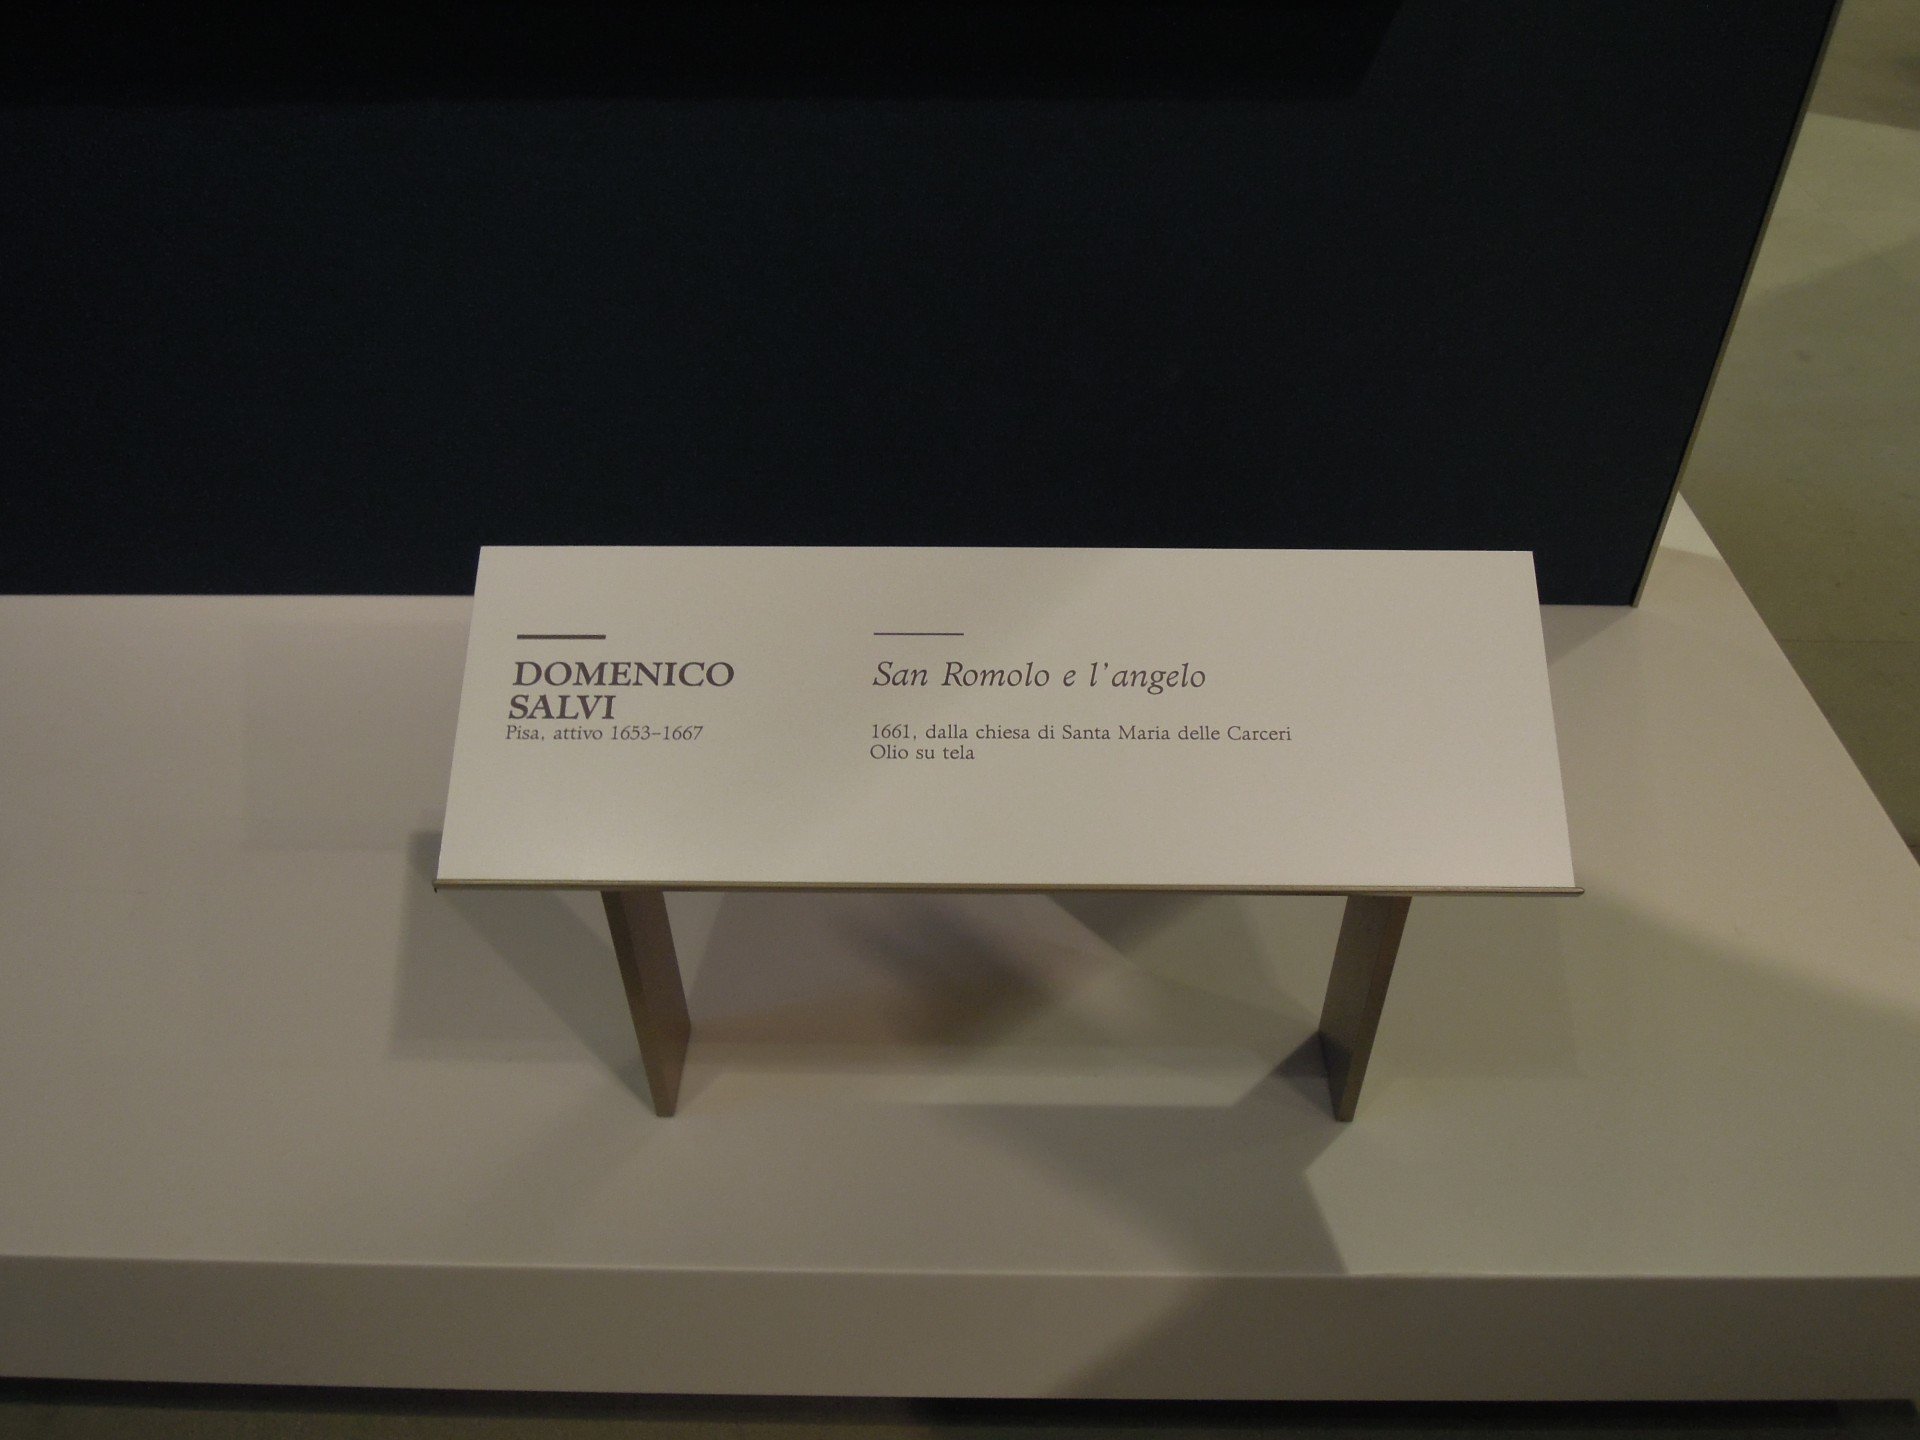 DOMENICO
SALVI
Pisa, attivo 1653–1667
San Romolo e l'angelo
1661, dalla chiesa di Santa Maria delle Carceri
Olio su tela